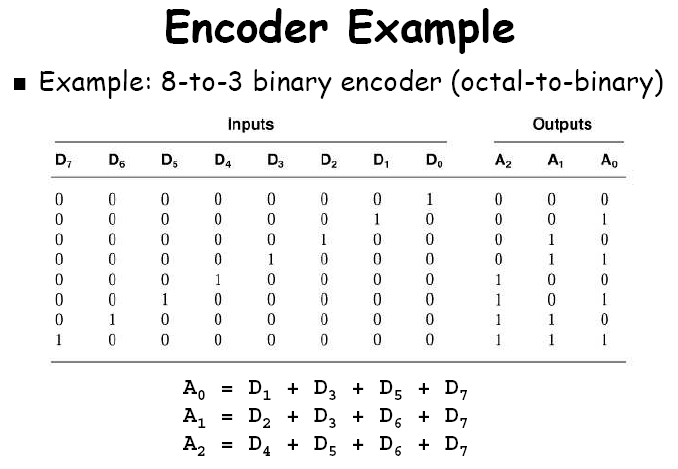 Encoder Example
■ Example: 8-to-3 binary encoder (octal-to-binary)
Inputs Outputs
D₇ D₆ D₅ D₄ D₃ D₂ D₁ D₀ A₂ A₁ A₀
0 0 0 0 0 0 0 1 0 0 0
0 0 0 0 0 0 1 0 0 0 1
0 0 0 0 0 1 0 0 0 1 0
0 0 0 0 1 0 0 0 0 1 1
0 0 0 1 0 0 0 0 1 0 0
0 0 1 0 0 0 0 0 1 0 1
0 1 0 0 0 0 0 0 1 1 0
1 0 0 0 0 0 0 0 1 1 1
A₀ = D₁ + D₃ + D₅ + D₇
A₁ = D₂ + D₃ + D₆ + D₇
A₂ = D₄ + D₅ + D₆ + D₇